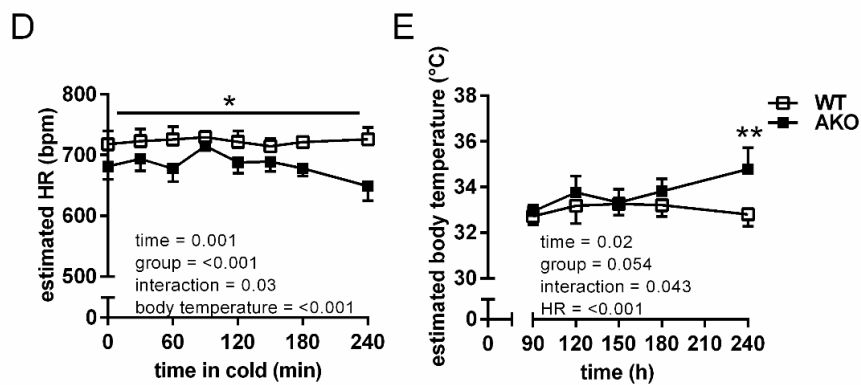 D
estimated HR (bpm)
800
700
600
500
0
*
time = 0.001
group = <0.001
interaction = 0.03
body temperature = <0.001
0 60 120 180 240
time in cold (min)
E
estimated body temperature (°C)
38
36
34
32
30
0
**
time = 0.02
group = 0.054
interaction = 0.043
HR = <0.001
0 90 120 150 180 210 240
time (h)
WT
AKO